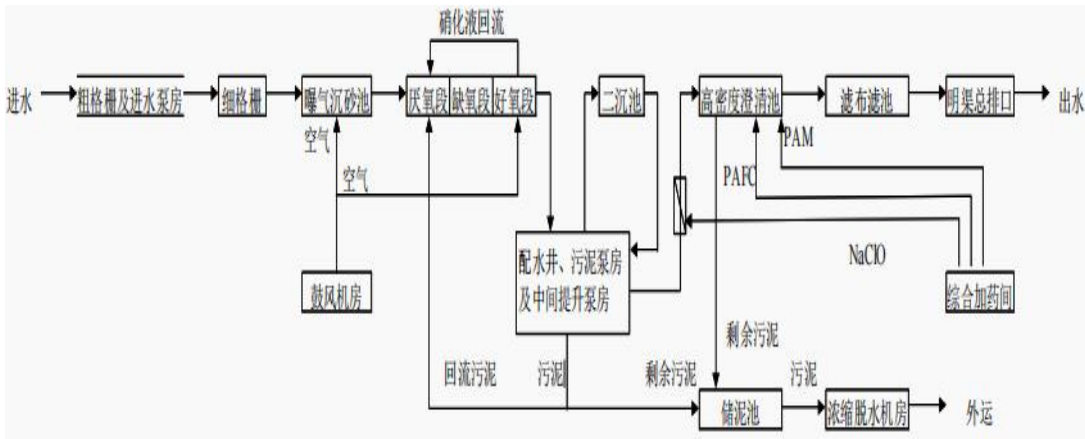 硝化液回流
进水
粗格栅及进水泵房
细格栅
曝气沉砂池
厌氧段
缺氧段
好氧段
二沉池
高密度澄清池
滤布滤池
明渠总排口
出水
空气
空气
PAM
PAFC
NaClO
鼓风机房
配水井、污泥泵房
及中间提升泵房
综合加药间
剩余污泥
回流污泥
污泥
剩余污泥
污泥
储泥池
浓缩脱水机房
外运